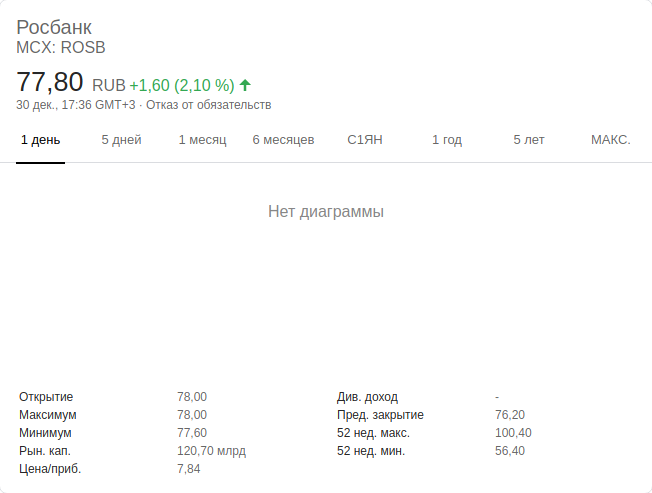 Росбанк
MCX: ROSB
77,80 RUB +1,60 (2,10 %)
30 дек., 17:36 GMT+3 · Отказ от обязательств
1 день 5 дней 1 месяц 6 месяцев С1ЯН 1 год 5 лет МАКС.
Нет диаграммы
Открытие 78,00 Див. доход -
Максимум 78,00 Пред. закрытие 76,20
Минимум 77,60 52 нед. макс. 100,40
Рын. кап. 120,70 млрд 52 нед. мин. 56,40
Цена/приб. 7,84